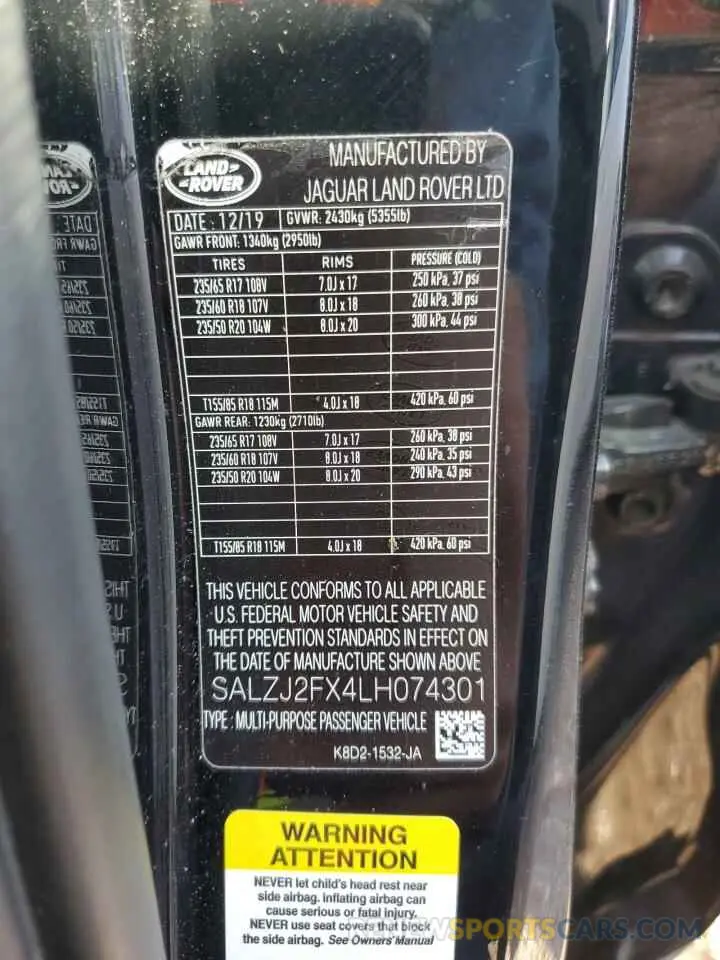 LAND ROVER
MANUFACTURED BY
JAGUAR LAND ROVER LTD
DATE : 12/19 GVWR: 2430kg (5355lb)
GAWR FRONT: 1340kg (2950lb)
TIRES RIMS PRESSURE (COLD)
235/65 R17 108V 7.0J x 17 250 kPa, 37 psi
235/60 R18 107V 8.0J x 18 260 kPa, 38 psi
235/50 R20 104W 8.0J x 20 300 kPa, 44 psi
T155/85 R18 115M 4.0J x 18 420 kPa, 60 psi
GAWR REAR: 1230kg (2710lb)
235/65 R17 108V 7.0J x 17 260 kPa, 38 psi
235/60 R18 107V 8.0J x 18 240 kPa, 35 psi
235/50 R20 104W 8.0J x 20 290 kPa, 43 psi
T155/85 R18 115M 4.0J x 18 420 kPa, 60 psi
THIS VEHICLE CONFORMS TO ALL APPLICABLE
U.S. FEDERAL MOTOR VEHICLE SAFETY AND
THEFT PREVENTION STANDARDS IN EFFECT ON
THE DATE OF MANUFACTURE SHOWN ABOVE
SALZJ2FX4LH074301
TYPE : MULTI-PURPOSE PASSENGER VEHICLE
K8D2-1532-JA
WARNING
ATTENTION
NEVER let child's head rest near
side airbag. Inflating airbag can
cause serious or fatal injury.
NEVER use seat covers that block
the side airbag. See Owners Manual
REVIEWSPORTSCARS.COM